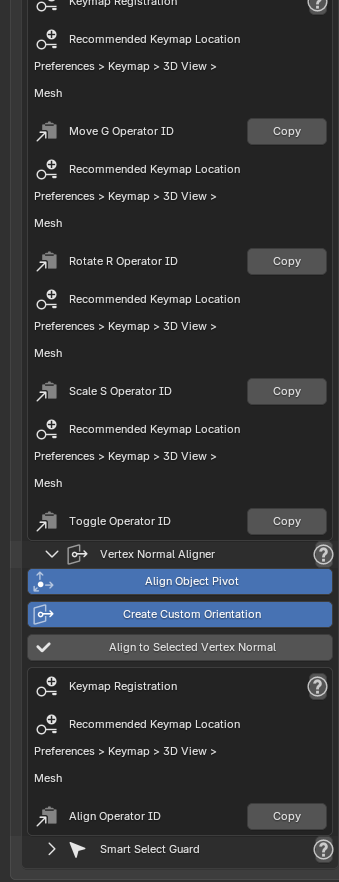 Keymap Registration
?
Recommended Keymap Location
Preferences > Keymap > 3D View >
Mesh
Move G Operator ID
Copy
Recommended Keymap Location
Preferences > Keymap > 3D View >
Mesh
Rotate R Operator ID
Copy
Recommended Keymap Location
Preferences > Keymap > 3D View >
Mesh
Scale S Operator ID
Copy
Recommended Keymap Location
Preferences > Keymap > 3D View >
Mesh
Toggle Operator ID
Copy
Vertex Normal Aligner
?
Align Object Pivot
Create Custom Orientation
Align to Selected Vertex Normal
Keymap Registration
?
Recommended Keymap Location
Preferences > Keymap > 3D View >
Mesh
Align Operator ID
Copy
Smart Select Guard
?